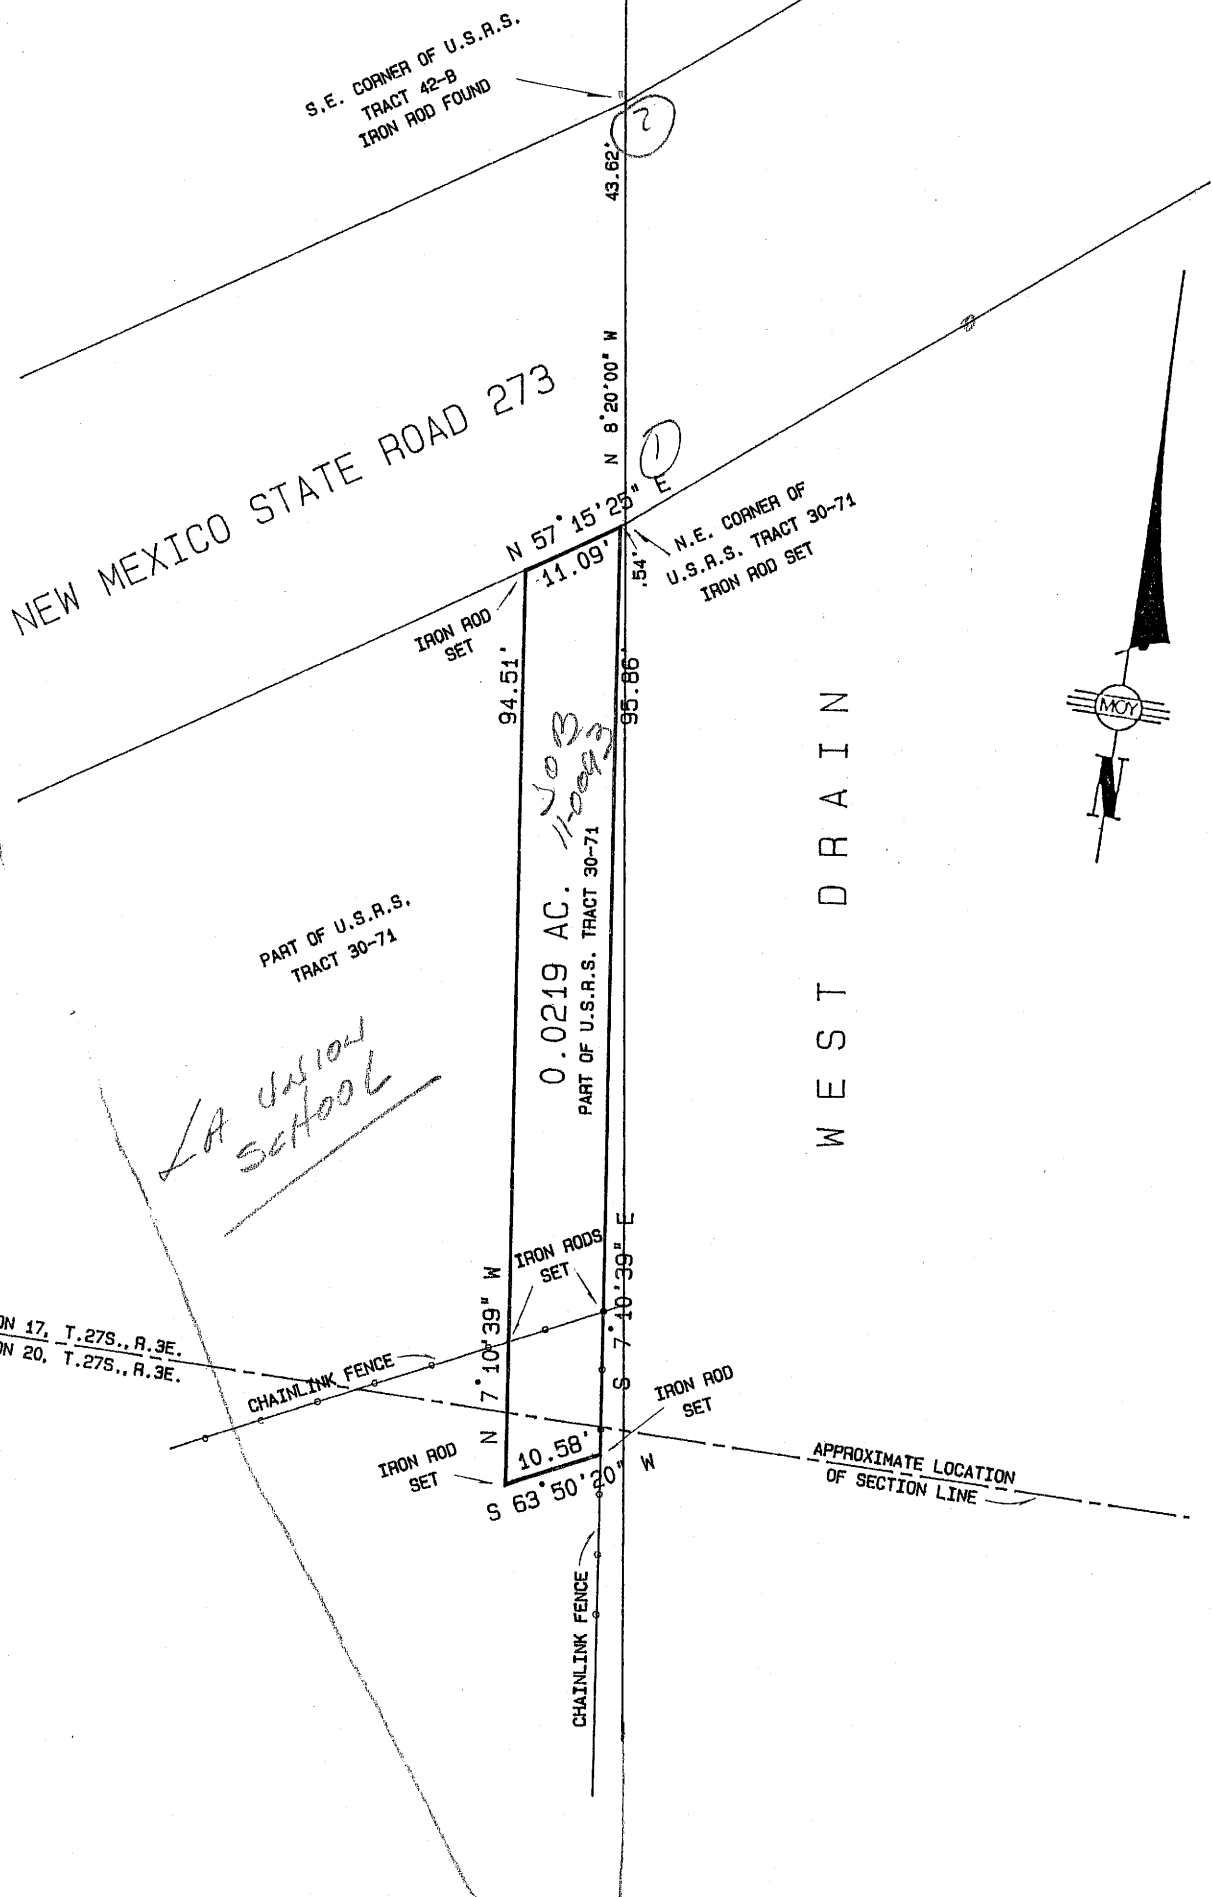 S.E. CORNER OF U.S.R.S.
TRACT 42-B
IRON ROD FOUND
2
43.62'
N 8°20'00" W
NEW MEXICO STATE ROAD 273
1
N 57°15'25" E
11.09'
.54'
N.E. CORNER OF
U.S.R.S. TRACT 30-71
IRON ROD SET
IRON ROD
SET
94.51'
95.86'
JOB
11-0093
0.0219 AC.
PART OF U.S.R.S. TRACT 30-71
WEST DRAIN
MOY
N
PART OF U.S.R.S.
TRACT 30-71
LA UNION
SCHOOL
IRON RODS
SET
N 7°10'39" W
S 7°10'39" E
ON 17, T.27S., R.3E.
ON 20, T.27S., R.3E.
CHAINLINK FENCE
IRON ROD
SET
10.58'
S 63°50'20" W
IRON ROD
SET
APPROXIMATE LOCATION
OF SECTION LINE
CHAINLINK FENCE